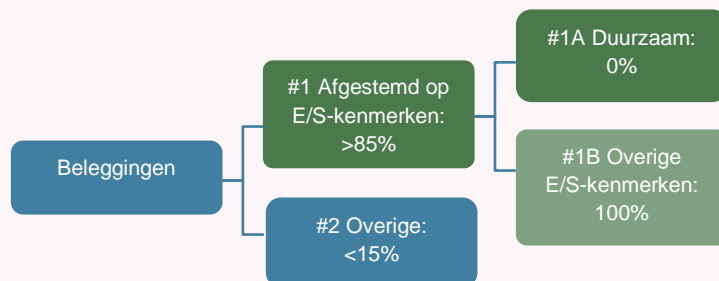 Beleggingen
#1 Afgestemd op
E/S-kenmerken:
>85%
#2 Overige:
<15%
#1A Duurzaam:
0%
#1B Overige
E/S-kenmerken:
100%